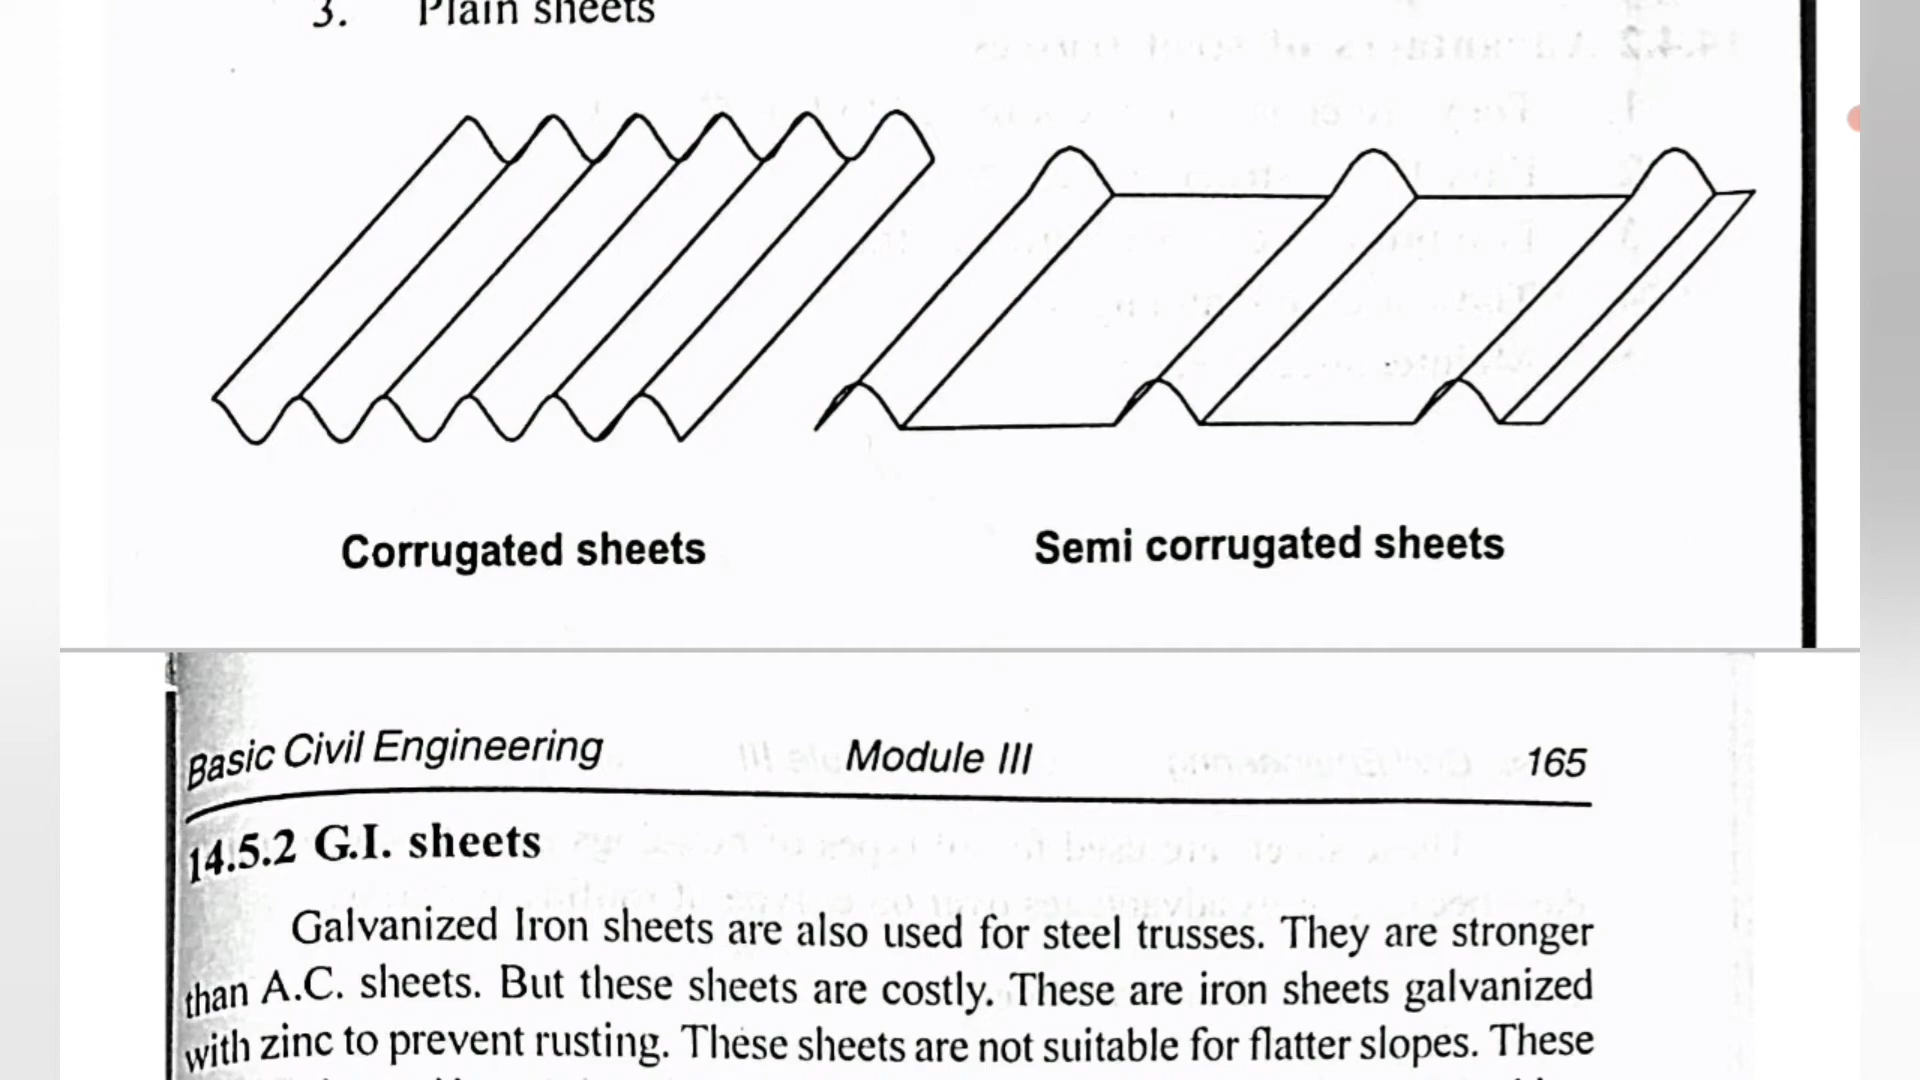 3. Plain sheets
Corrugated sheets
Semi corrugated sheets
Basic Civil Engineering Module III 165
14.5.2 G.I. sheets
Galvanized Iron sheets are also used for steel trusses. They are stronger
than A.C. sheets. But these sheets are costly. These are iron sheets galvanized
with zinc to prevent rusting. These sheets are not suitable for flatter slopes. These